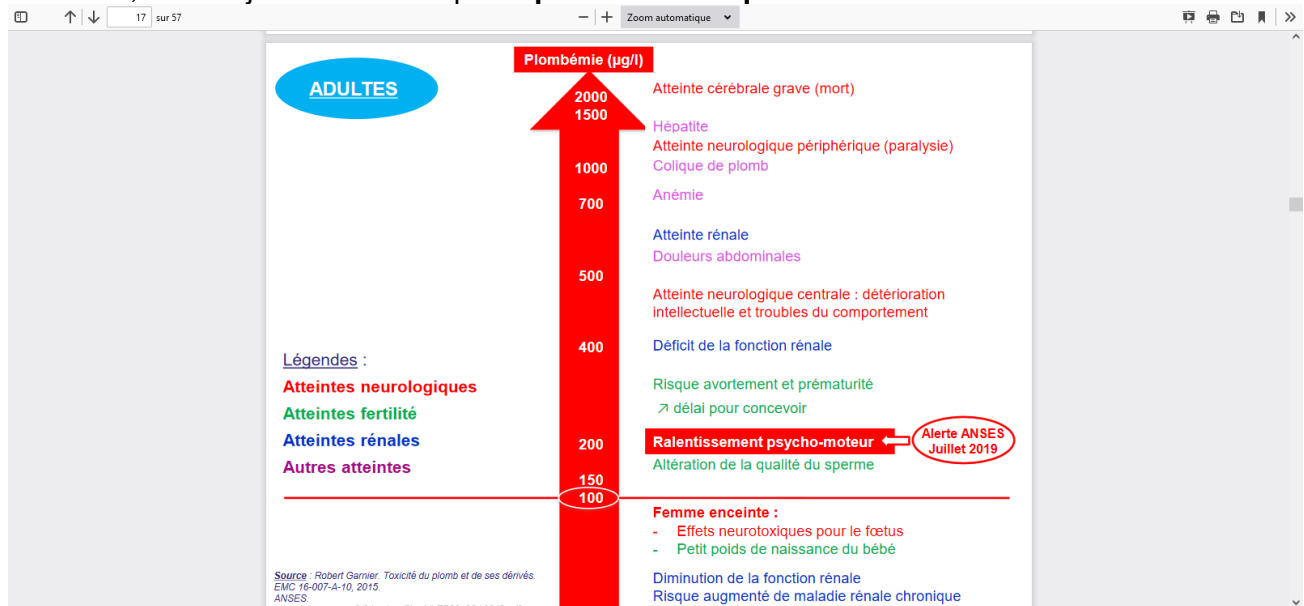 17 sur 57
Zoom automatique
ADULTES
Plombémie (µg/l)
2000
Atteinte cérébrale grave (mort)
1500
Hépatite
Atteinte neurologique périphérique (paralysie)
1000
Colique de plomb
Anémie
700
Atteinte rénale
Douleurs abdominales
500
Atteinte neurologique centrale : détérioration
intellectuelle et troubles du comportement
400
Déficit de la fonction rénale
Légendes :
Atteintes neurologiques
Atteintes fertilité
Atteintes rénales
Autres atteintes
Risque avortement et prématurité
↗ délai pour concevoir
200
Ralentissement psycho-moteur
Alerte ANSES
Juillet 2019
Altération de la qualité du sperme
150
100
Femme enceinte :
- Effets neurotoxiques pour le fœtus
- Petit poids de naissance du bébé
Diminution de la fonction rénale
Risque augmenté de maladie rénale chronique
Source : Robert Garnier. Toxicité du plomb et de ses dérivés.
EMC 16-007-A-10, 2015.
ANSES.